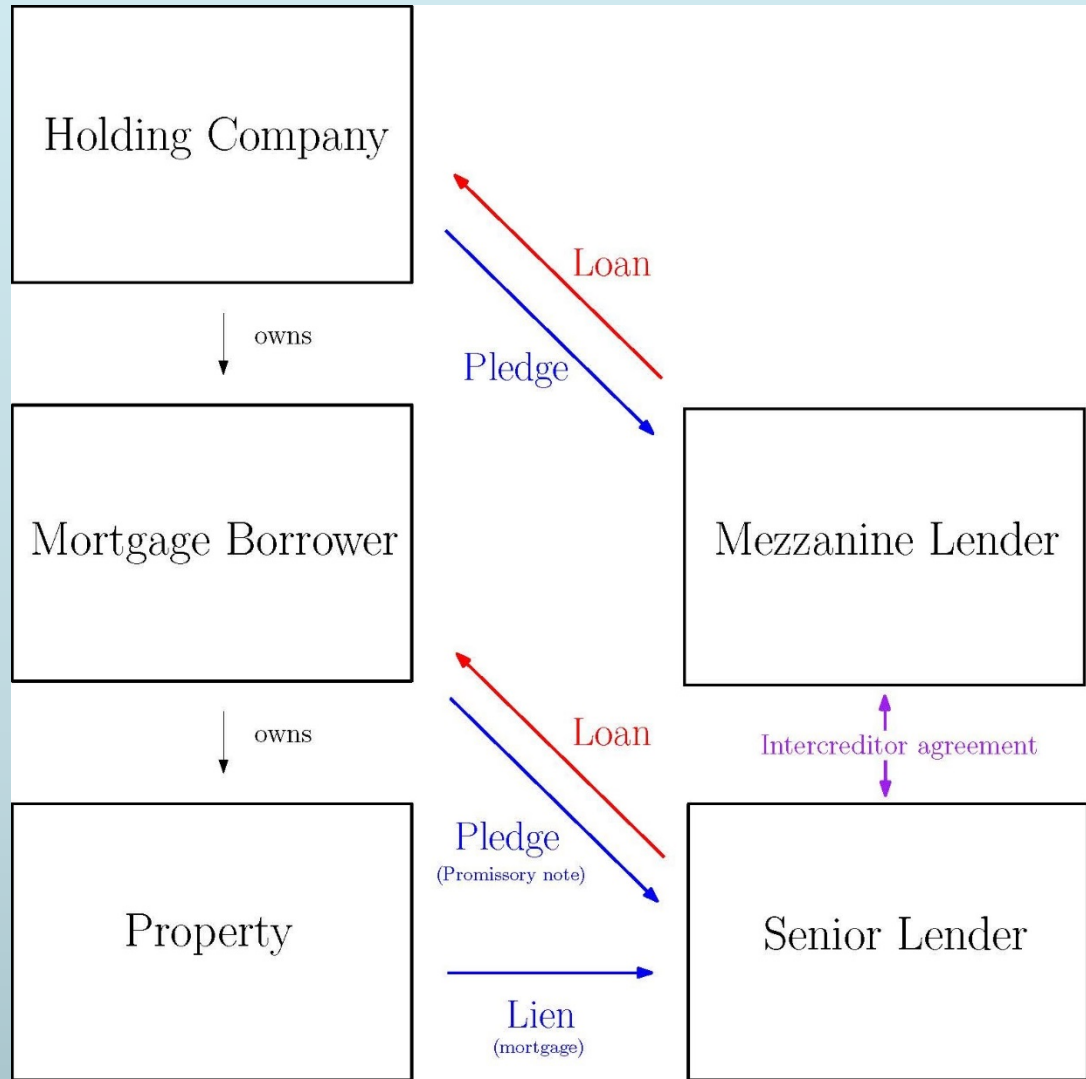 Holding Company
Loan
owns
Pledge
Mortgage Borrower
Mezzanine Lender
owns
Loan
Intercreditor agreement
Pledge
(Promissory note)
Property
Senior Lender
Lien
(mortgage)